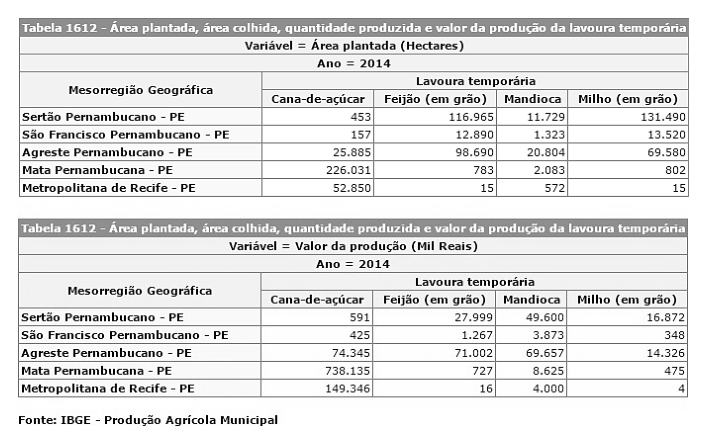 Tabela 1612 - Área plantada, área colhida, quantidade produzida e valor da produção da lavoura temporária
Variável = Área plantada (Hectares)
Ano = 2014
Mesorregião Geográfica
Lavoura temporária
Cana-de-açúcar Feijão (em grão) Mandioca Milho (em grão)
Sertão Pernambucano - PE 453 116.965 11.729 131.490
São Francisco Pernambucano - PE 157 12.890 1.323 13.520
Agreste Pernambucano - PE 25.885 98.690 20.804 69.580
Mata Pernambucana - PE 226.031 783 2.083 802
Metropolitana de Recife - PE 52.850 15 572 15
Tabela 1612 - Área plantada, área colhida, quantidade produzida e valor da produção da lavoura temporária
Variável = Valor da produção (Mil Reais)
Ano = 2014
Mesorregião Geográfica
Lavoura temporária
Cana-de-açúcar Feijão (em grão) Mandioca Milho (em grão)
Sertão Pernambucano - PE 591 27.999 49.600 16.872
São Francisco Pernambucano - PE 425 1.267 3.873 348
Agreste Pernambucano - PE 74.345 71.002 69.657 14.326
Mata Pernambucana - PE 738.135 727 8.625 475
Metropolitana de Recife - PE 149.346 16 4.000 4
Fonte: IBGE - Produção Agrícola Municipal